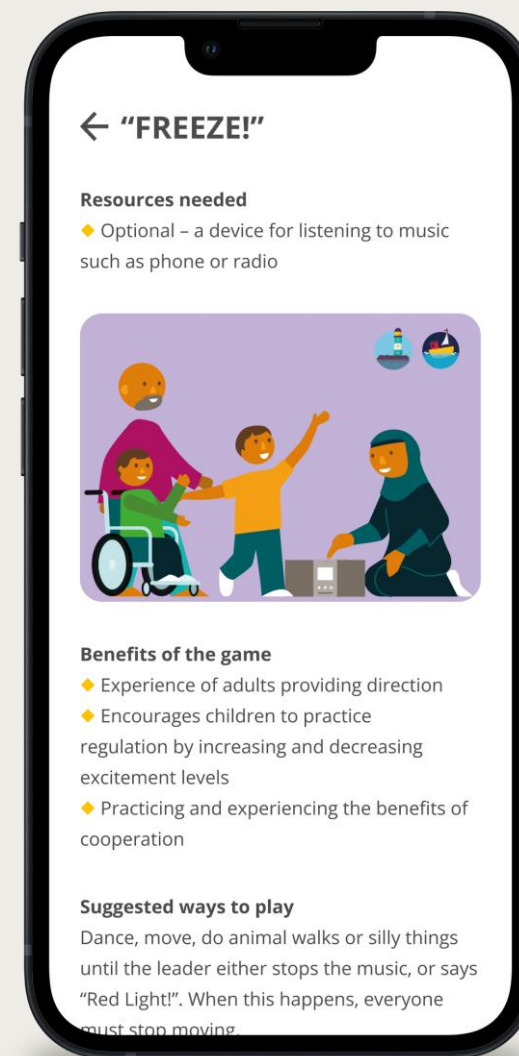 ← “FREEZE!”
Resources needed
◆ Optional – a device for listening to music
such as phone or radio
Benefits of the game
◆ Experience of adults providing direction
◆ Encourages children to practice
regulation by increasing and decreasing
excitement levels
◆ Practicing and experiencing the benefits of
cooperation
Suggested ways to play
Dance, move, do animal walks or silly things
until the leader either stops the music, or says
“Red Light!”. When this happens, everyone
must stop moving.